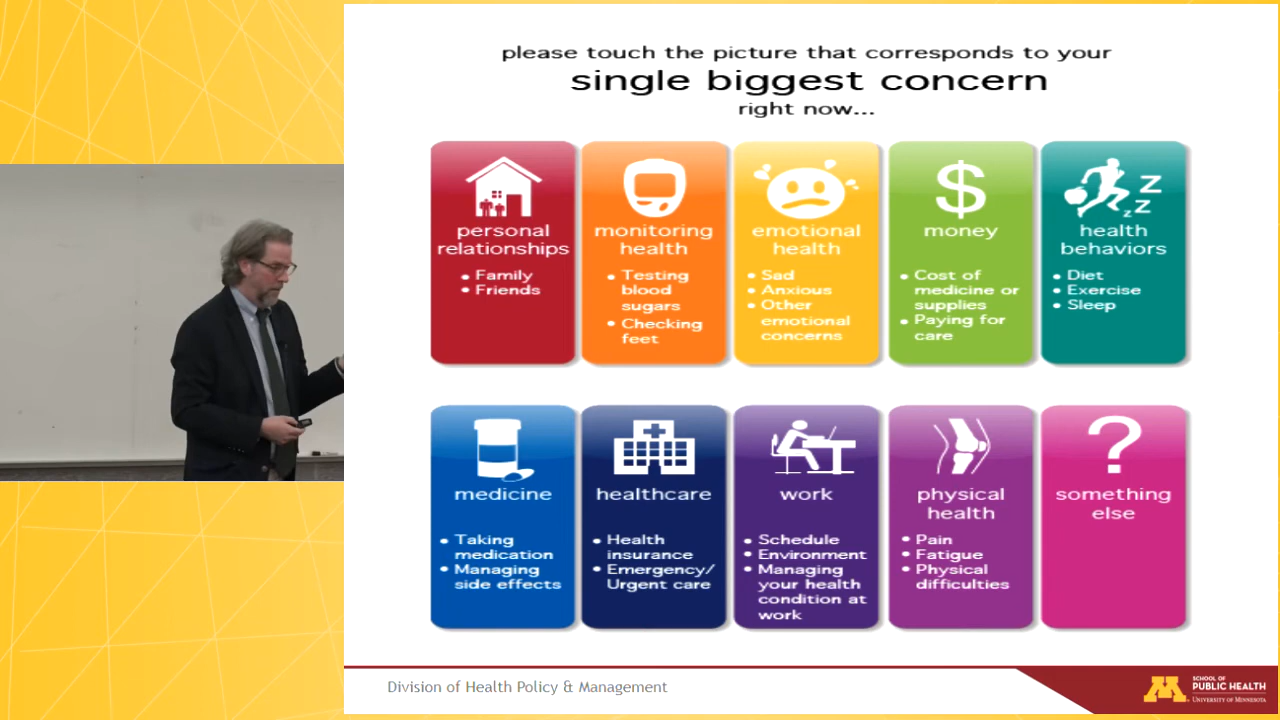 please touch the picture that corresponds to your
single biggest concern
right now...
personal
relationships
• Family
• Friends
monitoring
health
• Testing
blood
sugars
• Checking
feet
emotional
health
• Sad
• Anxious
• Other
emotional
concerns
$
money
• Cost of
medicine or
supplies
• Paying for
care
Z
Z
Z
health
behaviors
• Diet
• Exercise
• Sleep
medicine
• Taking
medication
• Managing
side effects
healthcare
• Health
insurance
• Emergency/
Urgent care
work
• Schedule
• Environment
• Managing
your health
condition at
work
physical
health
• Pain
• Fatigue
• Physical
difficulties
?
something
else
Division of Health Policy & Management
M
SCHOOL OF
PUBLIC HEALTH
UNIVERSITY OF MINNESOTA